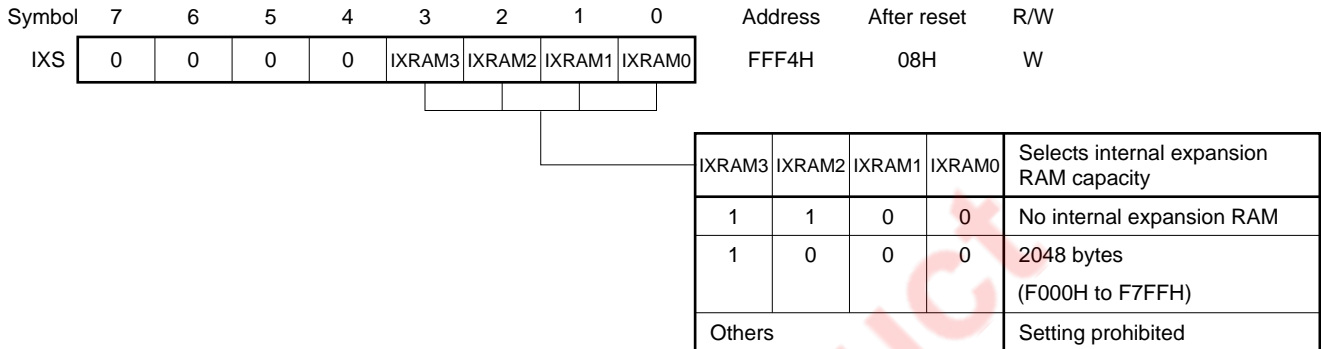 Symbol 7 6 5 4 3 2 1 0 Address After reset R/W
IXS 0 0 0 0 IXRAM3 IXRAM2 IXRAM1 IXRAM0 FFF4H 08H W
IXRAM3 IXRAM2 IXRAM1 IXRAM0 Selects internal expansion
RAM capacity
1 1 0 0 No internal expansion RAM
1 0 0 0 2048 bytes
(F000H to F7FFH)
Others Setting prohibited
uct